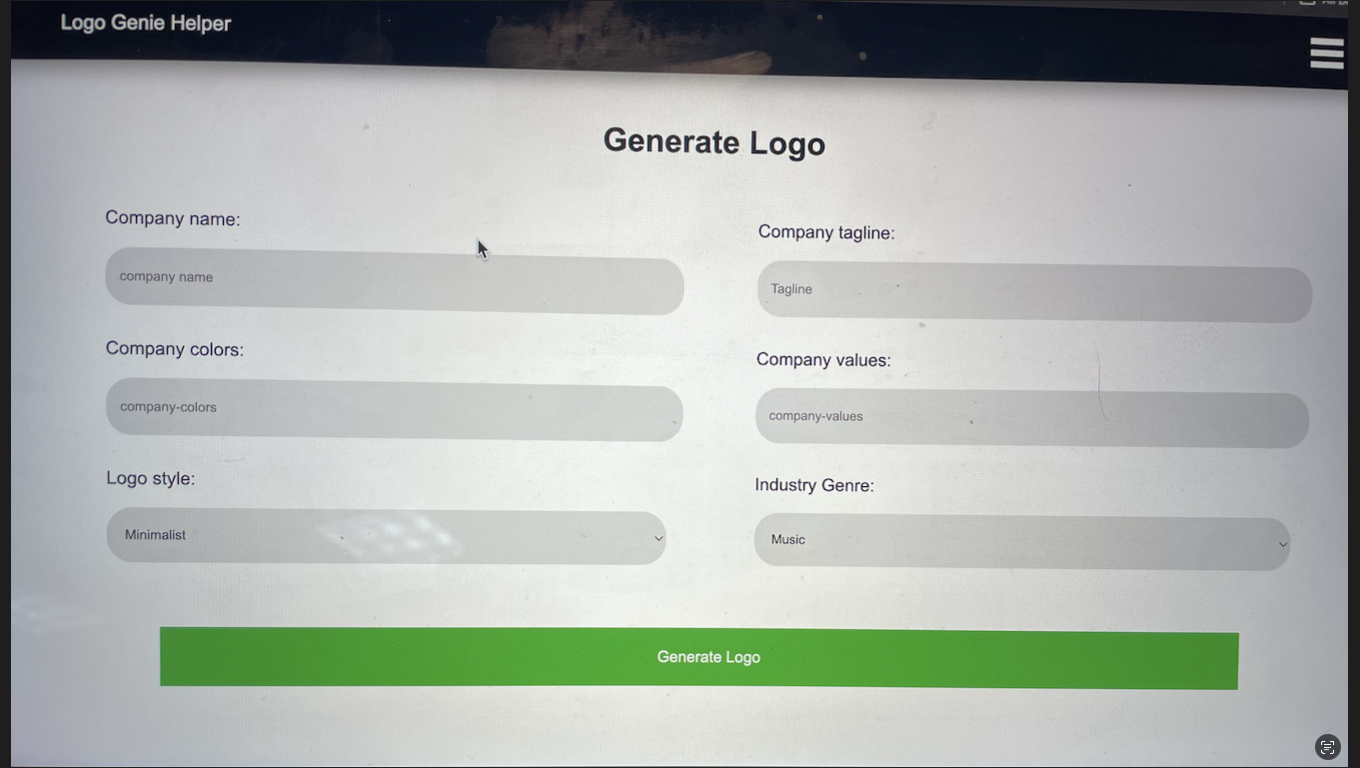 Logo Genie Helper
Generate Logo
Company name:
company name
Company tagline:
Tagline
Company colors:
company-colors
Company values:
company-values
Logo style:
Minimalist
Industry Genre:
Music
Generate Logo